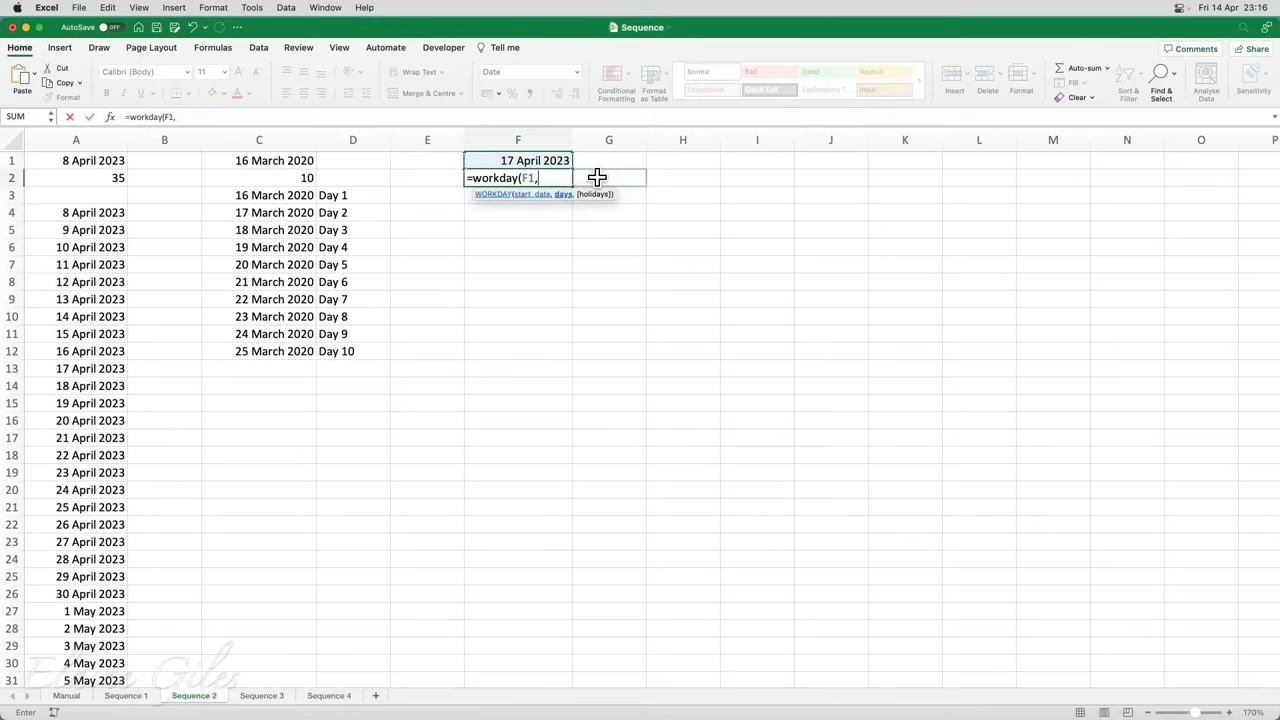 Excel File Edit View Insert Format Tools Data Window Help Fri 14 Apr 23:16
AutoSave OFF Sequence
Home Insert Draw Page Layout Formulas Data Review View Automate Developer Tell me Comments Share
Cut Calibri (Body) 11 Wrap Text Date Normal Bad Good Neutral Auto-sum
Copy Fill
Paste Format B I U Merge & Centre Conditional Formatting Format as Table Calculation Check Cell Explanatory T... Input Insert Delete Format Clear Sort & Filter Find & Select Analyse Data Sensitivity
SUM fx =workday(F1,
A B C D E F G H I J K L M N O P
1 8 April 2023 16 March 2020 17 April 2023
2 35 10 =workday(F1,
3 16 March 2020 Day 1 WORKDAY(start_date, days, [holidays])
4 8 April 2023 17 March 2020 Day 2
5 9 April 2023 18 March 2020 Day 3
6 10 April 2023 19 March 2020 Day 4
7 11 April 2023 20 March 2020 Day 5
8 12 April 2023 21 March 2020 Day 6
9 13 April 2023 22 March 2020 Day 7
10 14 April 2023 23 March 2020 Day 8
11 15 April 2023 24 March 2020 Day 9
12 16 April 2023 25 March 2020 Day 10
13 17 April 2023
14 18 April 2023
15 19 April 2023
16 20 April 2023
17 21 April 2023
18 22 April 2023
19 23 April 2023
20 24 April 2023
21 25 April 2023
22 26 April 2023
23 27 April 2023
24 28 April 2023
25 29 April 2023
26 30 April 2023
27 1 May 2023
28 2 May 2023
29 3 May 2023
30 4 May 2023
31 5 May 2023
Giles
Manual Sequence 1 Sequence 2 Sequence 3 Sequence 4 +
Enter 170%